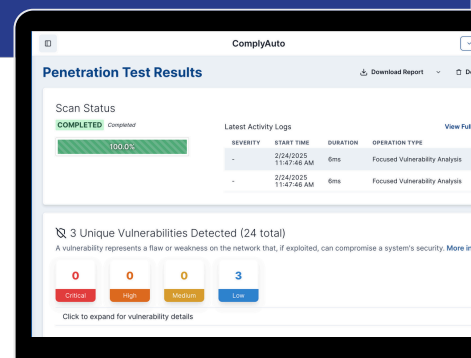 ComplyAuto
Penetration Test Results
Download Report
Scan Status
COMPLETED Completed
100.0%
Latest Activity Logs
View Full
SEVERITY START TIME DURATION OPERATION TYPE
- 2/24/2025 11:47:46 AM 6ms Focused Vulnerability Analysis
- 2/24/2025 11:47:46 AM 6ms Focused Vulnerability Analysis
3 Unique Vulnerabilities Detected (24 total)
A vulnerability represents a flaw or weakness on the network that, if exploited, can compromise a system's security. More in
0 0 0 3
Critical High Medium Low
Click to expand for vulnerability details